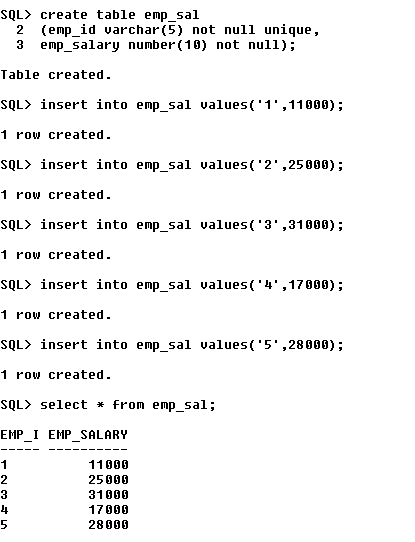 SQL> create table emp_sal
2 (emp_id varchar(5) not null unique,
3 emp_salary number(10) not null);
Table created.
SQL> insert into emp_sal values('1',11000);
1 row created.
SQL> insert into emp_sal values('2',25000);
1 row created.
SQL> insert into emp_sal values('3',31000);
1 row created.
SQL> insert into emp_sal values('4',17000);
1 row created.
SQL> insert into emp_sal values('5',28000);
1 row created.
SQL> select * from emp_sal;
EMP_I EMP_SALARY
----- ----------
1 11000
2 25000
3 31000
4 17000
5 28000